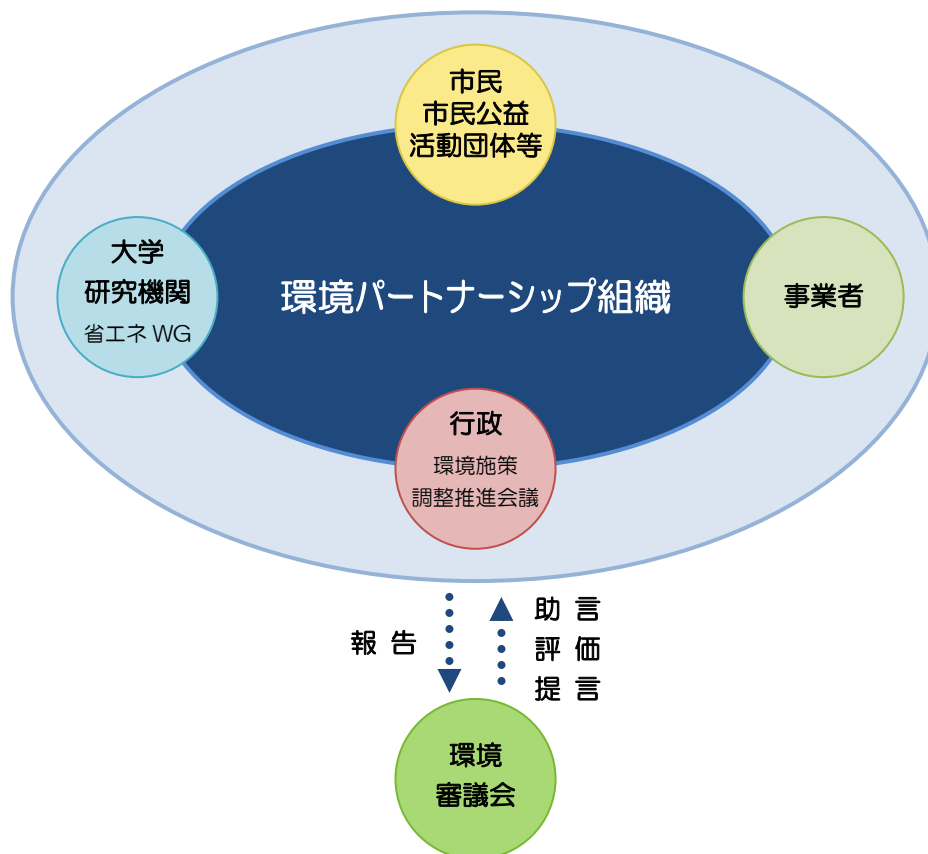 市民
市民公益
活動団体等
大学
研究機関
省エネ WG
環境パートナーシップ組織
事業者
行政
環境施策
調整推進会議
報 告
助 言
評 価
提 言
環境
審議会